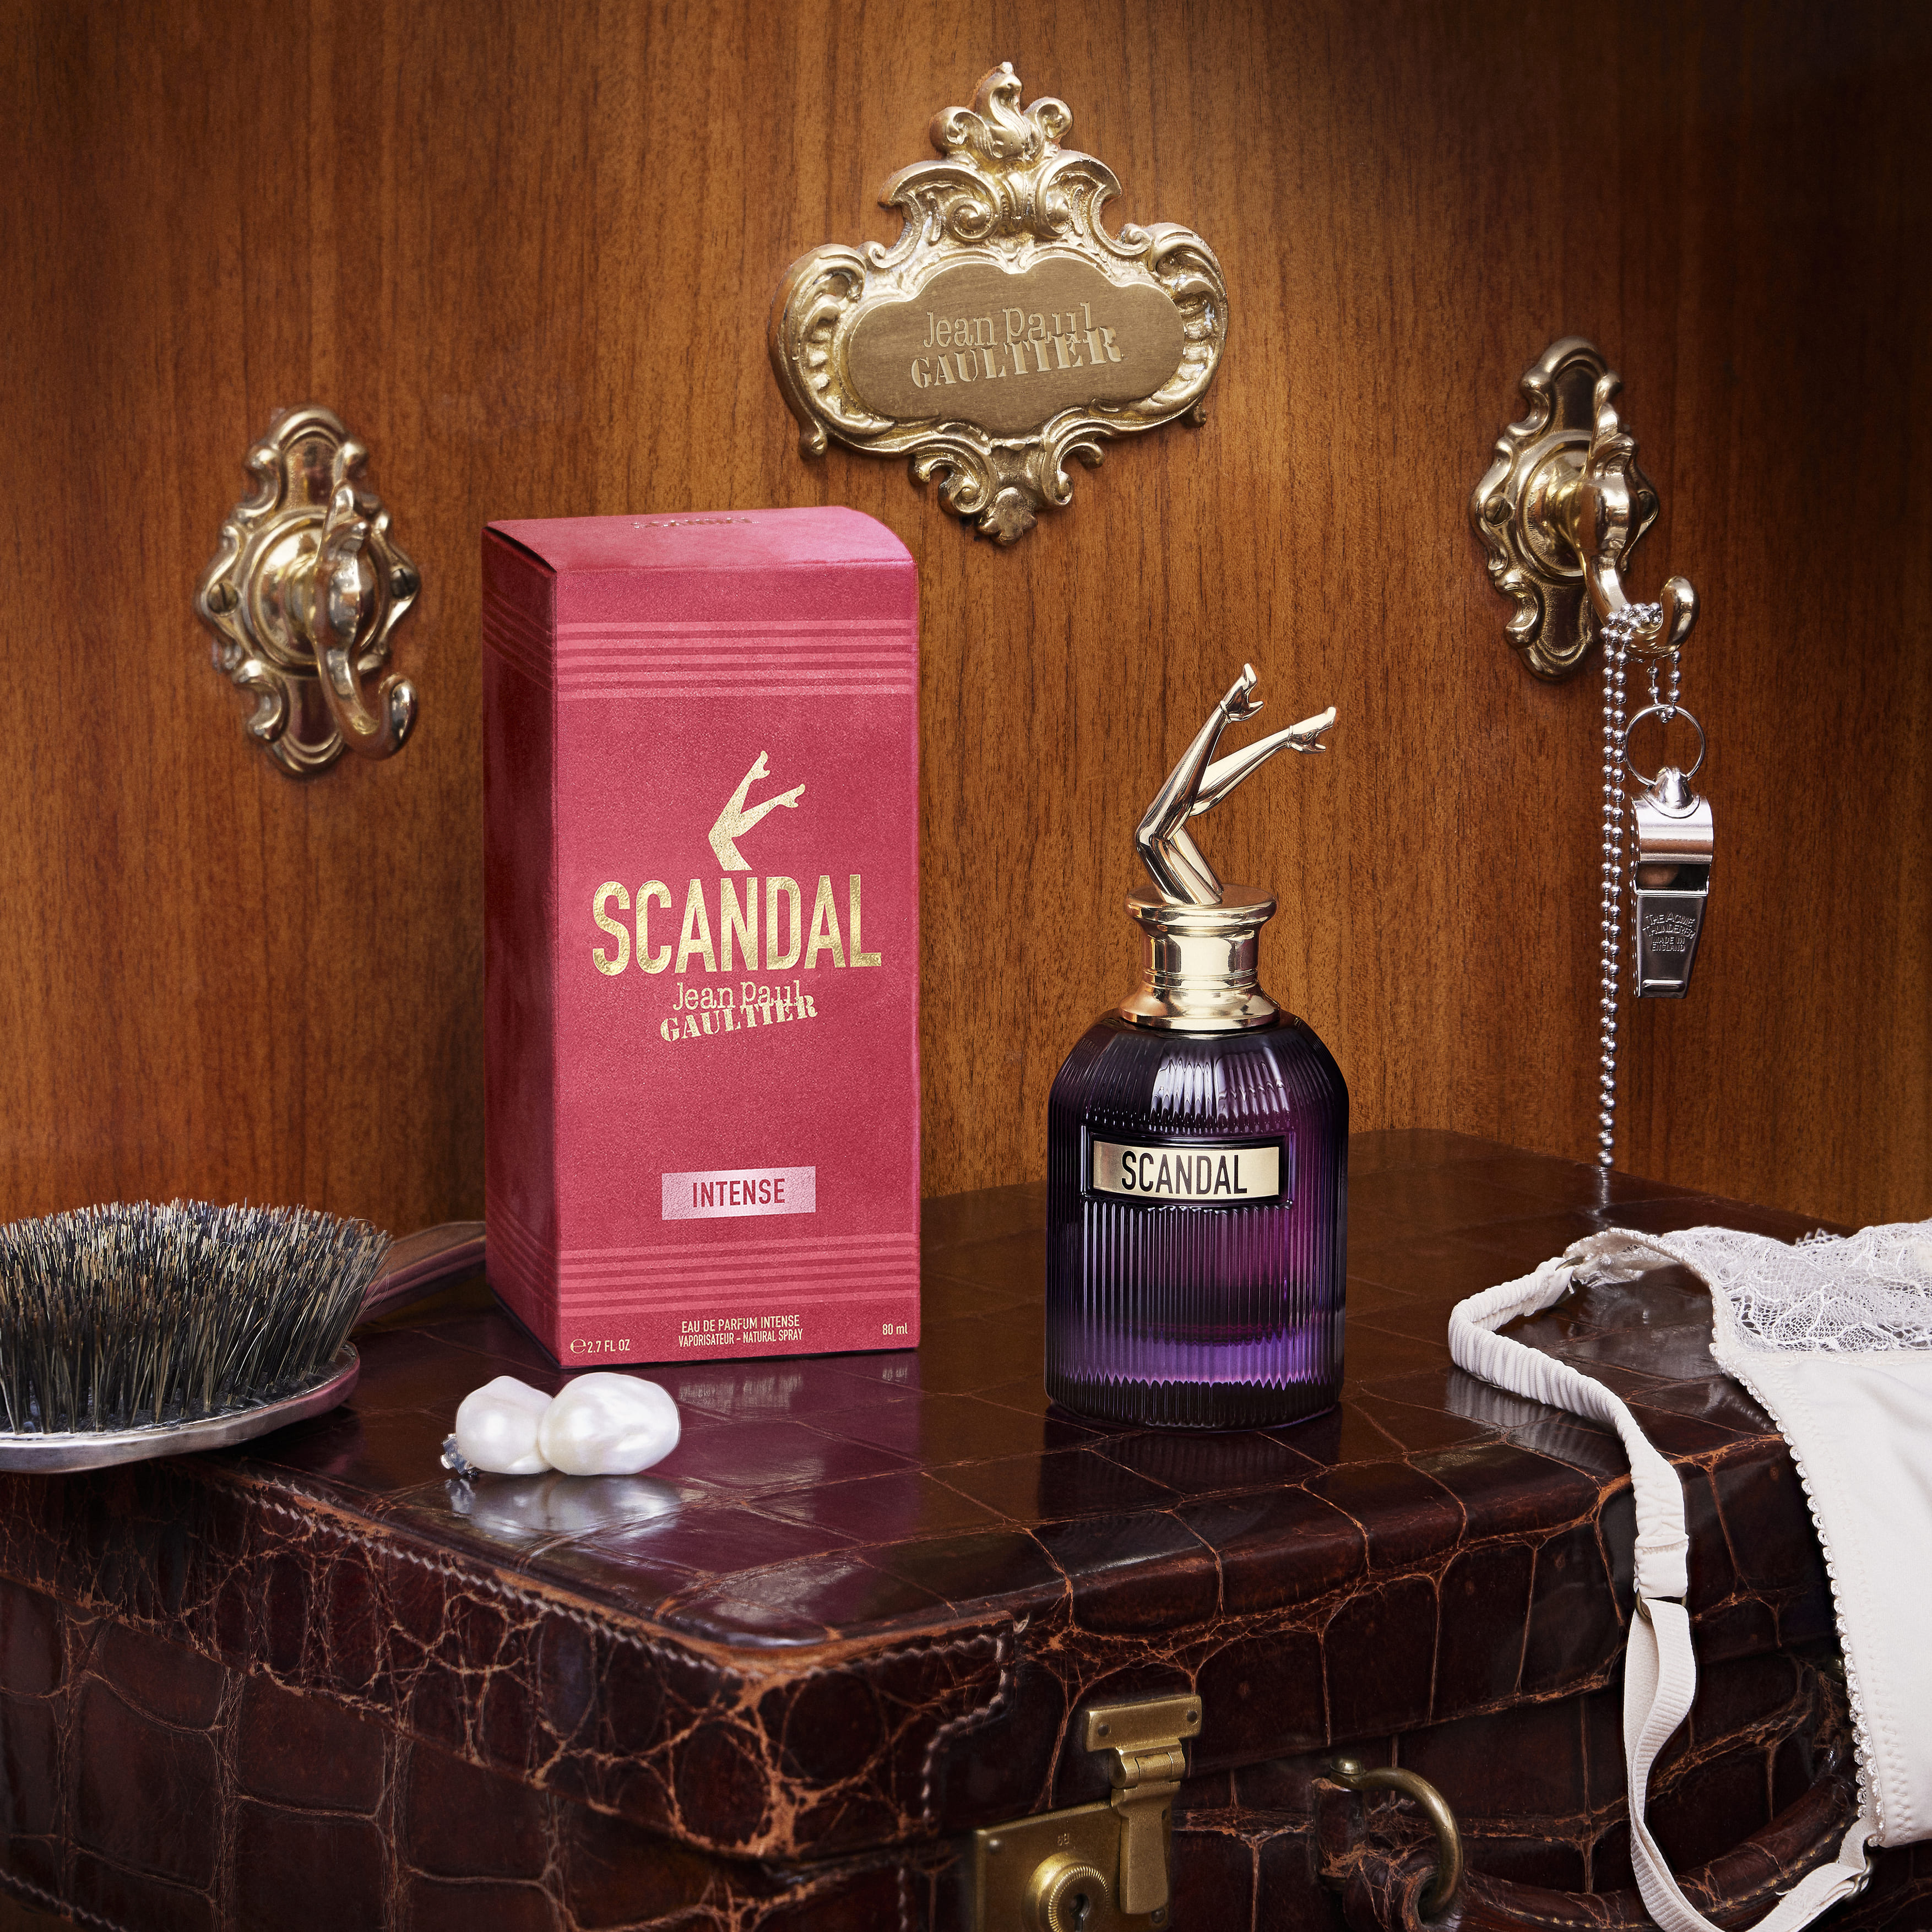 Jean Paul
GAULTIER
SCANDAL
SCANDAL
Jean Paul
GAULTIER
INTENSE
EAU DE PARFUM INTENSE
VAPORISATEUR - NATURAL SPRAY
℮ 2.7 FL OZ
80 ml
SCANDAL
THE ACME
THUNDERER
MADE IN
ENGLAND